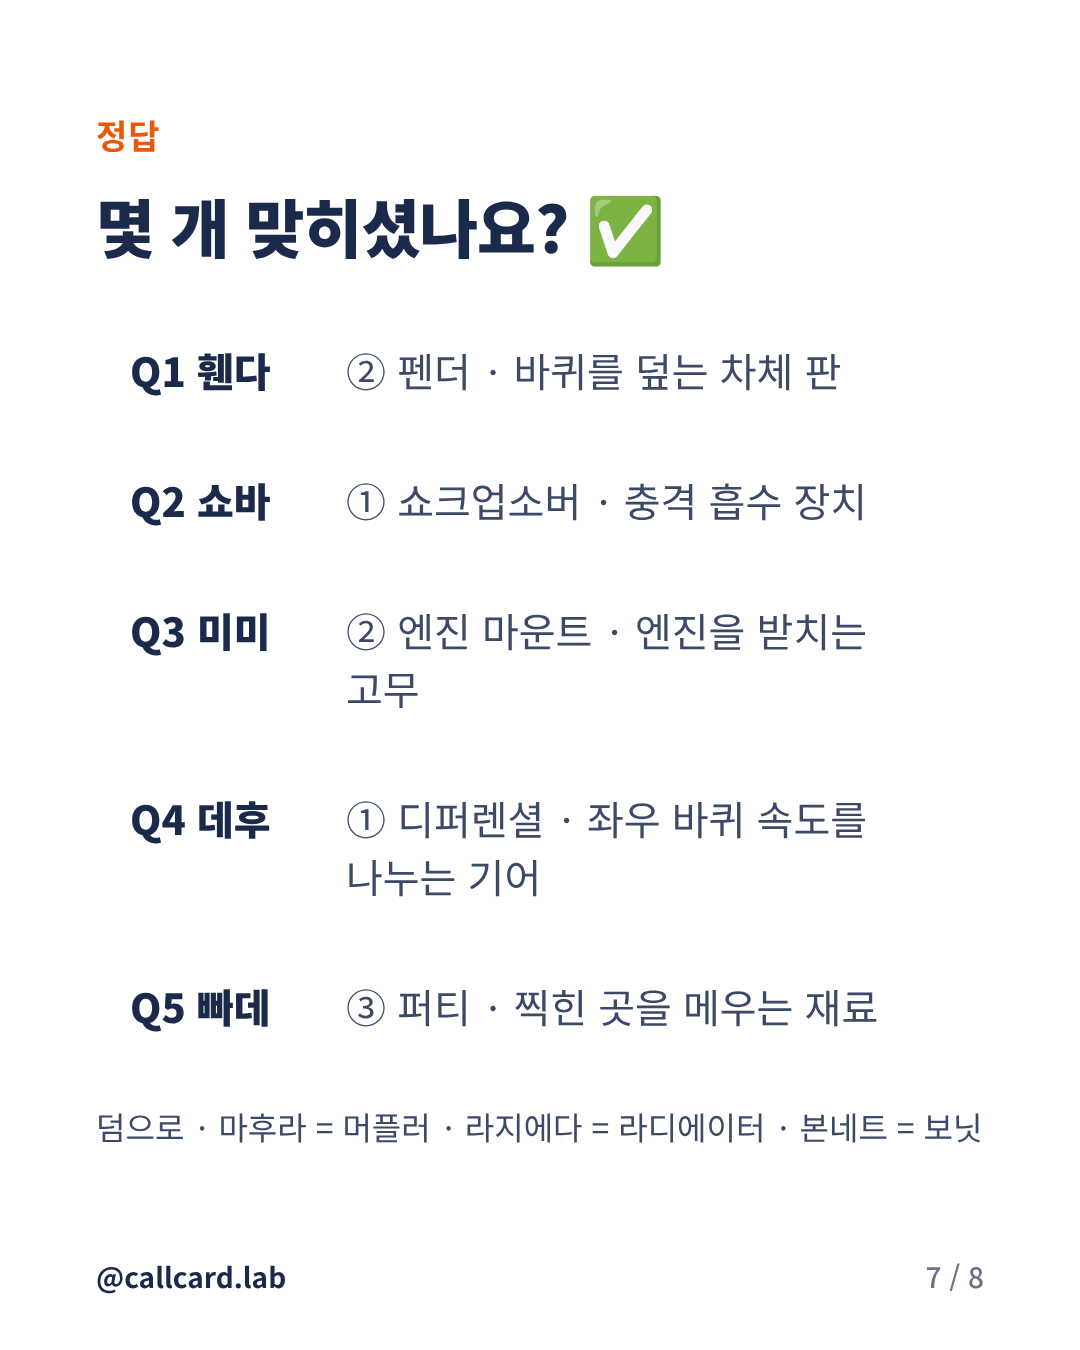 정답
몇 개 맞히셨나요? ✅
Q1 휀다 ② 펜더 · 바퀴를 덮는 차체 판
Q2 쇼바 ① 쇼크업소버 · 충격 흡수 장치
Q3 미미 ② 엔진 마운트 · 엔진을 받치는
고무
Q4 데후 ① 디퍼렌셜 · 좌우 바퀴 속도를
나누는 기어
Q5 빠데 ③ 퍼티 · 찍힌 곳을 메우는 재료
덤으로 · 마후라 = 머플러 · 라지에다 = 라디에이터 · 본네트 = 보닛
@callcard.lab 7 / 8